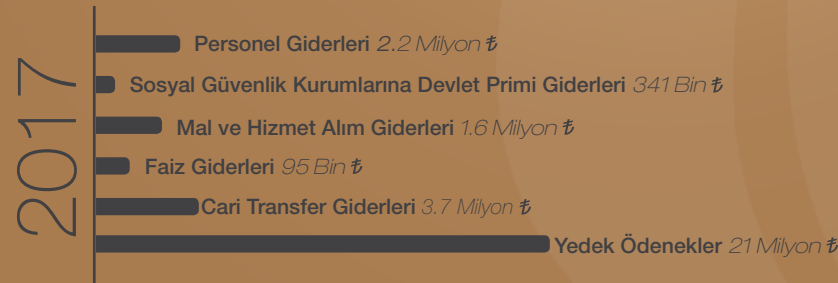 2017
Personel Giderleri 2.2 Milyon ₺
Sosyal Güvenlik Kurumlarına Devlet Primi Giderleri 341 Bin ₺
Mal ve Hizmet Alım Giderleri 1.6 Milyon ₺
Faiz Giderleri 95 Bin ₺
Cari Transfer Giderleri 3.7 Milyon ₺
Yedek Ödenekler 21 Milyon ₺